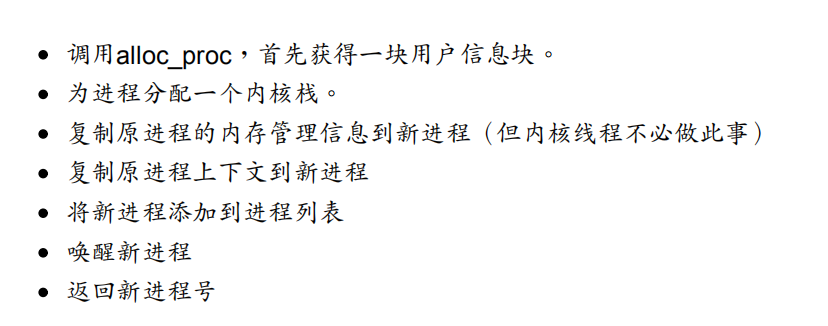 • 调用alloc_proc，首先获得一块用户信息块。
• 为进程分配一个内核栈。
• 复制原进程的内存管理信息到新进程（但内核线程不必做此事）
• 复制原进程上下文到新进程
• 将新进程添加到进程列表
• 唤醒新进程
• 返回新进程号